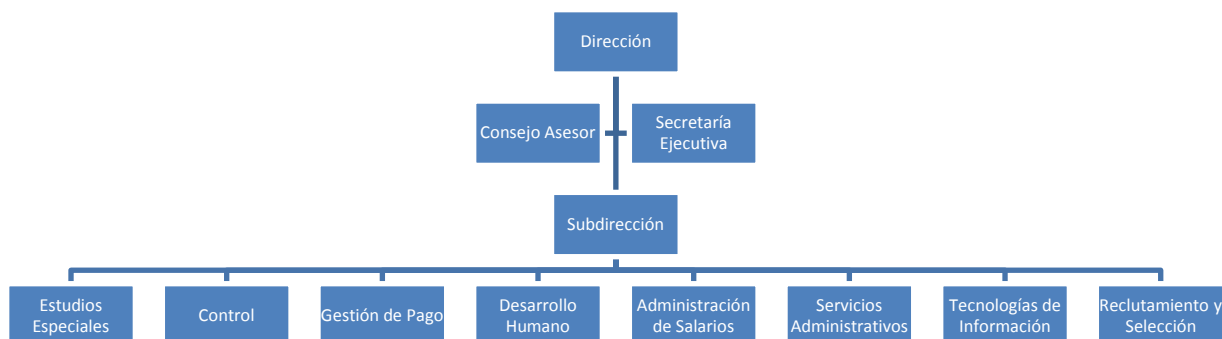 Dirección
Consejo Asesor
Secretaría
Ejecutiva
Subdirección
Estudios
Especiales
Control
Gestión de Pago
Desarrollo
Humano
Administración
de Salarios
Servicios
Administrativos
Tecnologías de
Información
Reclutamiento y
Selección